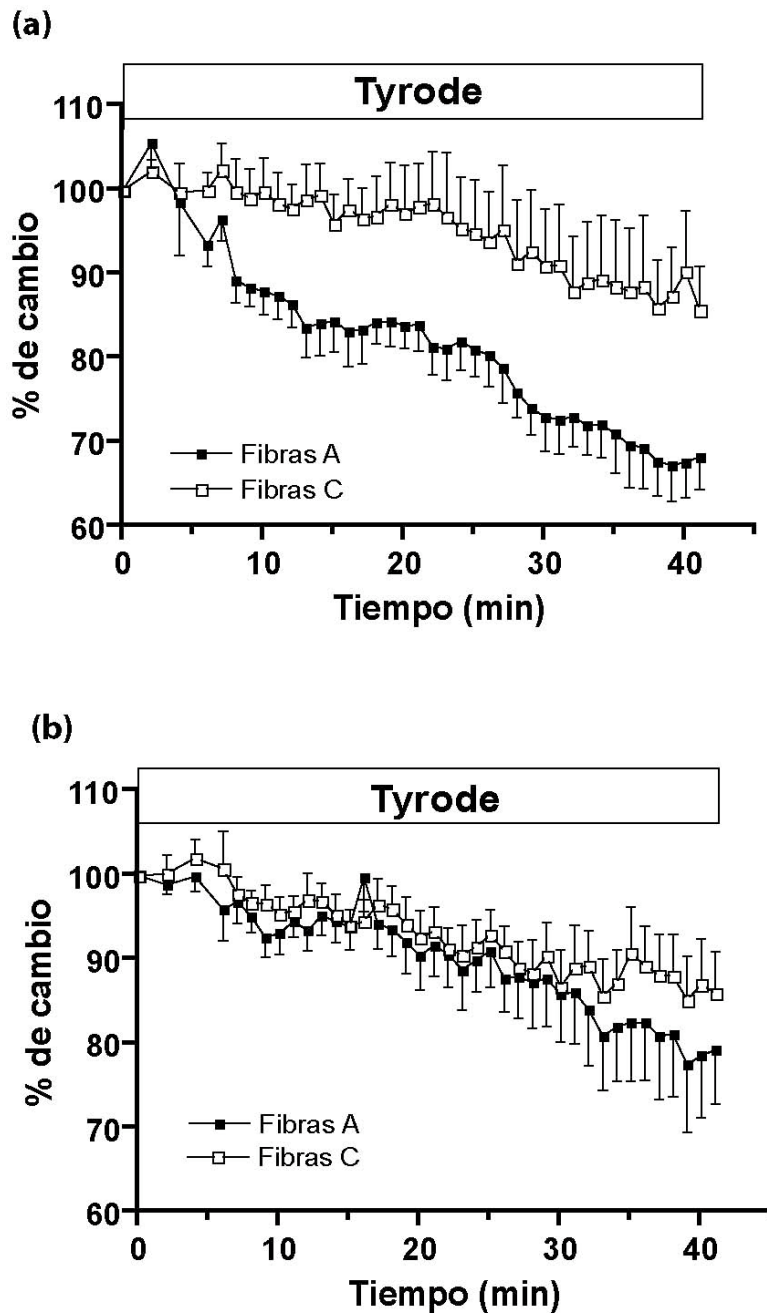 (a)
Tyrode
110
100
90
80
70
60
% de cambio
Fibras A
Fibras C
0 10 20 30 40
Tiempo (min)
(b)
Tyrode
110
100
90
80
70
60
% de cambio
Fibras A
Fibras C
0 10 20 30 40
Tiempo (min)